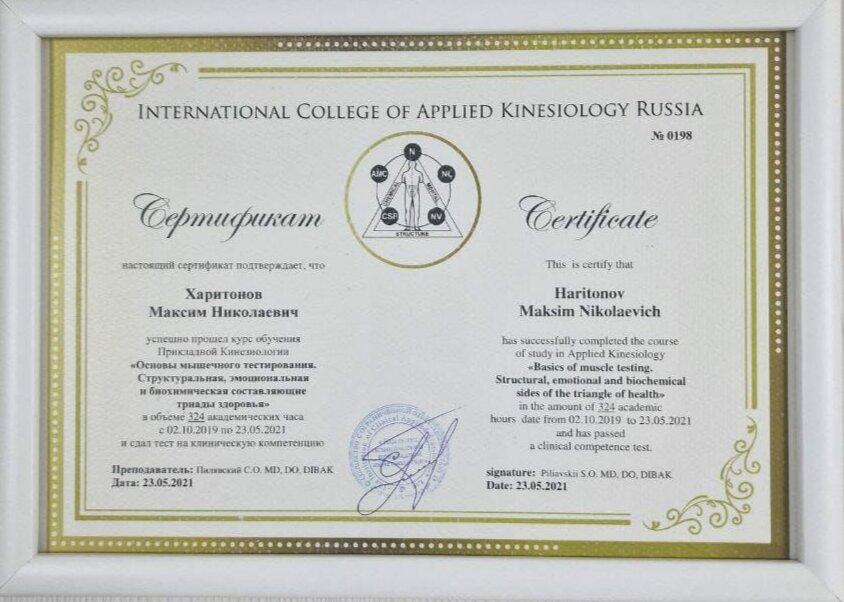 INTERNATIONAL COLLEGE OF APPLIED KINESIOLOGY RUSSIA
№ 0198
N
AMC
CSF
NV
CHEMICAL
MENTAL
STRUCTURE
Сертификат
настоящий сертификат подтверждает, что
Харитонов
Максим Николаевич
успешно прошел курс обучения
Прикладной Кинезиологии
«Основы мышечного тестирования.
Структуральная, эмоциональная
и биохимическая составляющие
триады здоровья»
в объеме 324 академических часа
с 02.10.2019 по 23.05.2021
и сдал тест на клиническую компетенцию
Преподаватель: Пилявский С.О. MD, DO, DIBAK
Дата: 23.05.2021
Certificate
This is certify that
Haritonov
Maksim Nikolaevich
has successfully completed the course
of study in Applied Kinesiology
«Basics of muscle testing.
Structural, emotional and biochemical
sides of the triangle of health»
in the amount of 324 academic
hours date from 02.10.2019 to 23.05.2021
and has passed
a clinical competence test.
signature: Piliavskii S.O. MD, DO, DIBAK
Date: 23.05.2021